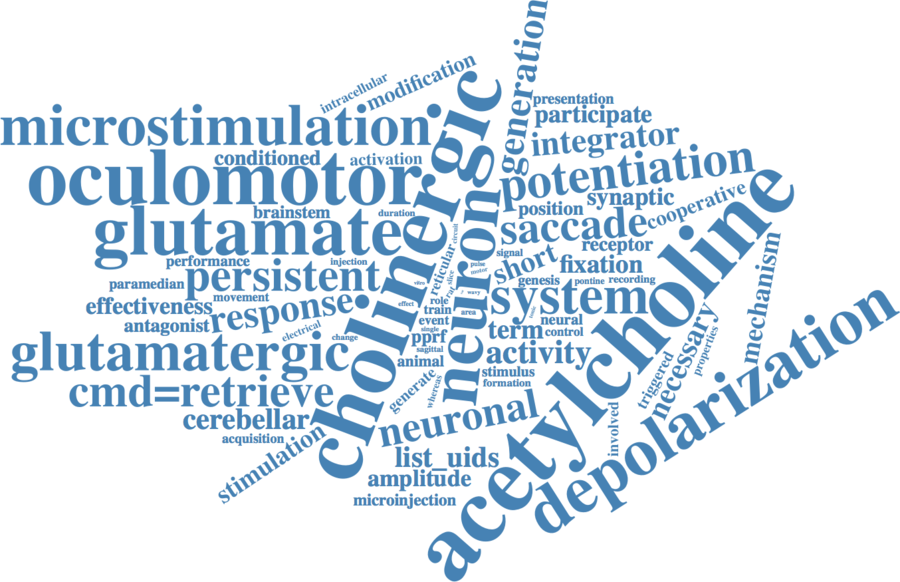 generation
intracellular
modification
presentation
participate
microstimulation
cholinergic
integrator
conditioned
activation
oculomotor
potentiation
synaptic
cooperative
brainstem
duration
position
glutamate
saccade
receptor
neuron
circuit
reticular
signal
short
performance
injection
fixation
paramedian
persistent
slice
pulse
motor
genesis
pontine
recording
mechanism
effectiveness
movement
response
effect
role
rat
wavy
system
acetylcholine
antagonist
train
area
event
term
neural
control
electrical
change
single
pprf
necessary
properties
glutamatergic
sagittal
activity
animal
triggered
depolarization
cmd=retrieve
generate
whereas
stimulus
formation
cerebellar
neuronal
involved
acquisition
stimulation
list_uids
amplitude
microinjection